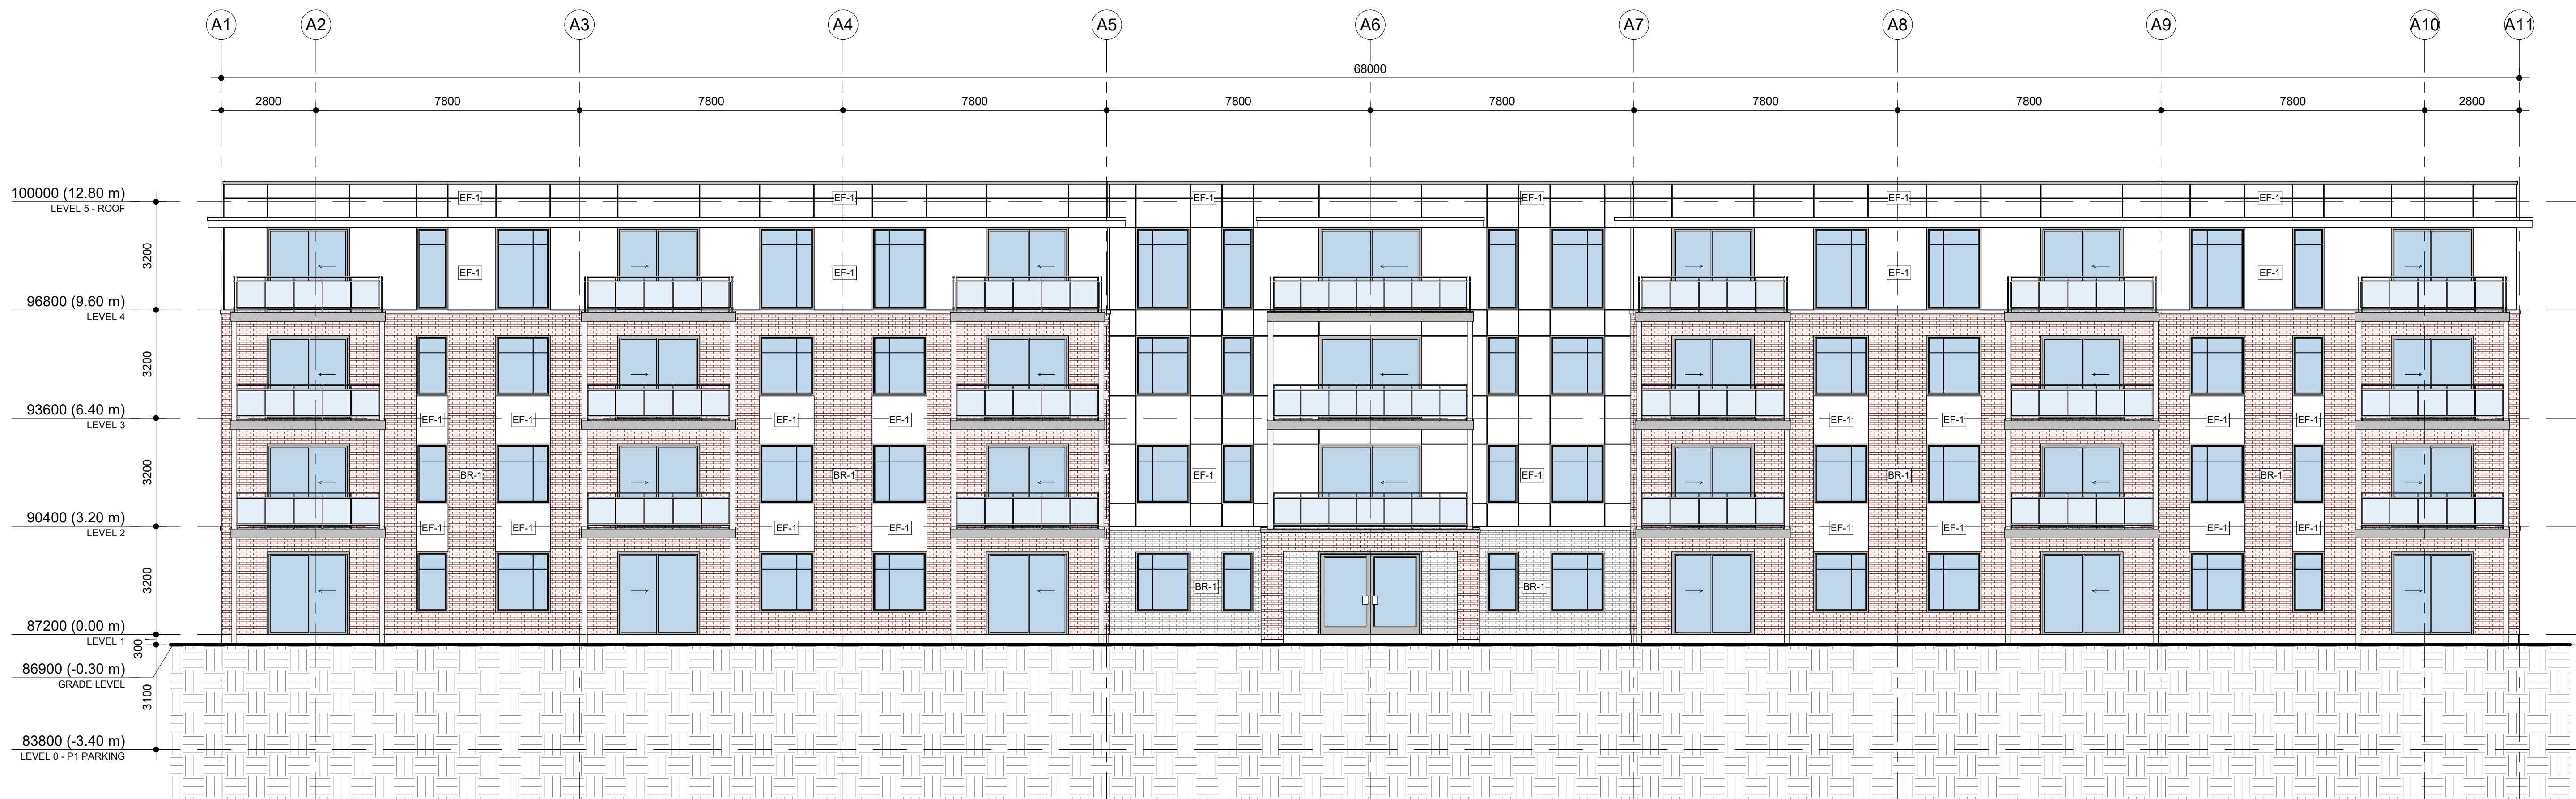 A1 A2 A3 A4 A5 A6 A7 A8 A9 A10 A11
68000
2800 7800 7800 7800 7800 7800 7800 7800 7800 2800
100000 (12.80 m)
LEVEL 5 - ROOF
EF-1 EF-1 EF-1 EF-1 EF-1 EF-1
3200
EF-1 EF-1 EF-1 EF-1
96800 (9.60 m)
LEVEL 4
3200
93600 (6.40 m)
LEVEL 3
EF-1 EF-1 EF-1 EF-1 EF-1 EF-1 EF-1 EF-1
3200
BR-1 BR-1 EF-1 EF-1 BR-1 BR-1
90400 (3.20 m)
LEVEL 2
EF-1 EF-1 EF-1 EF-1 EF-1 EF-1 EF-1 EF-1
3200
BR-1 BR-1
87200 (0.00 m)
LEVEL 1
300
86900 (-0.30 m)
GRADE LEVEL
3100
83800 (-3.40 m)
LEVEL 0 - P1 PARKING